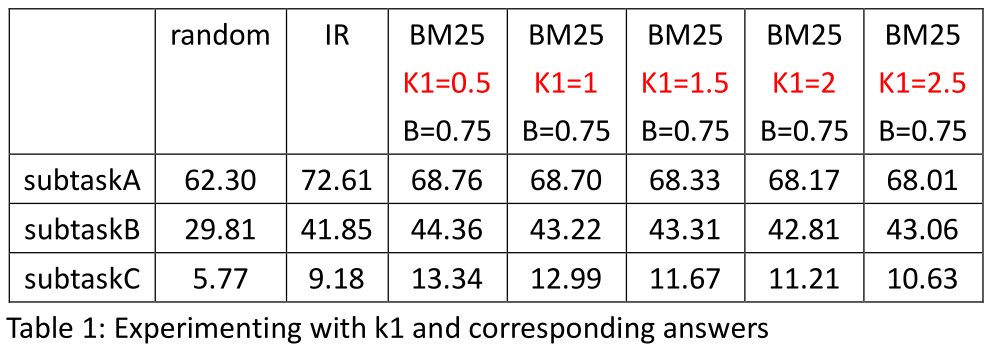 random IR BM25 BM25 BM25 BM25 BM25
K1=0.5 K1=1 K1=1.5 K1=2 K1=2.5
B=0.75 B=0.75 B=0.75 B=0.75 B=0.75
subtaskA 62.30 72.61 68.76 68.70 68.33 68.17 68.01
subtaskB 29.81 41.85 44.36 43.22 43.31 42.81 43.06
subtaskC 5.77 9.18 13.34 12.99 11.67 11.21 10.63
Table 1: Experimenting with k1 and corresponding answers